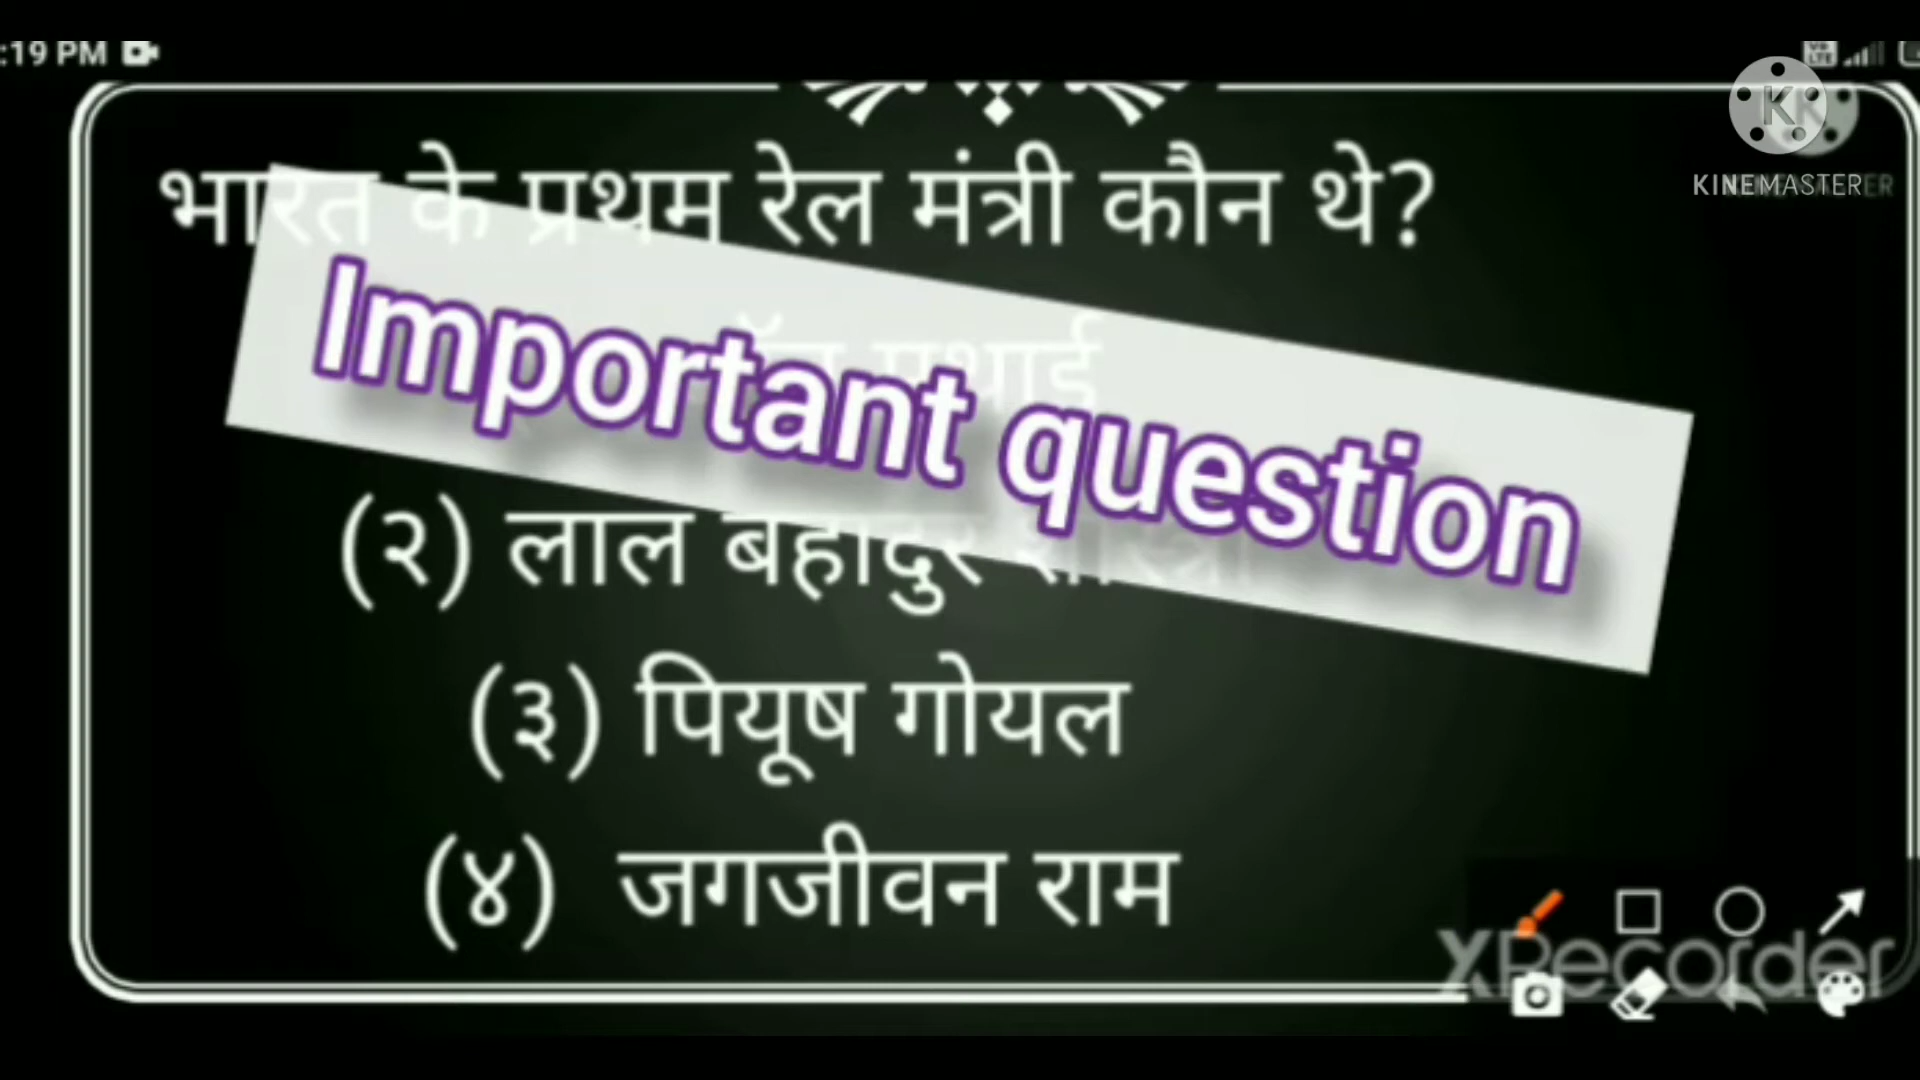 :19 PM
KINEMASTER
भारत के प्रथम रेल मंत्री कौन थे?
Important question
(२) लाल बहादुर शास्त्री
(३) पियूष गोयल
(४) जगजीवन राम
XRecorder